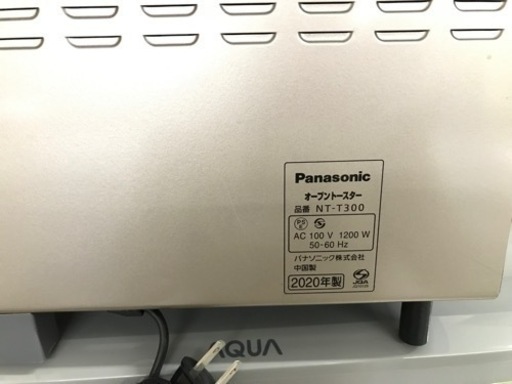 Panasonic
オーブントースター
品番 NT-T300
PS E
AC 100 V 1200 W
50-60 Hz
パナソニック株式会社
中国製
2020年製
AQUA